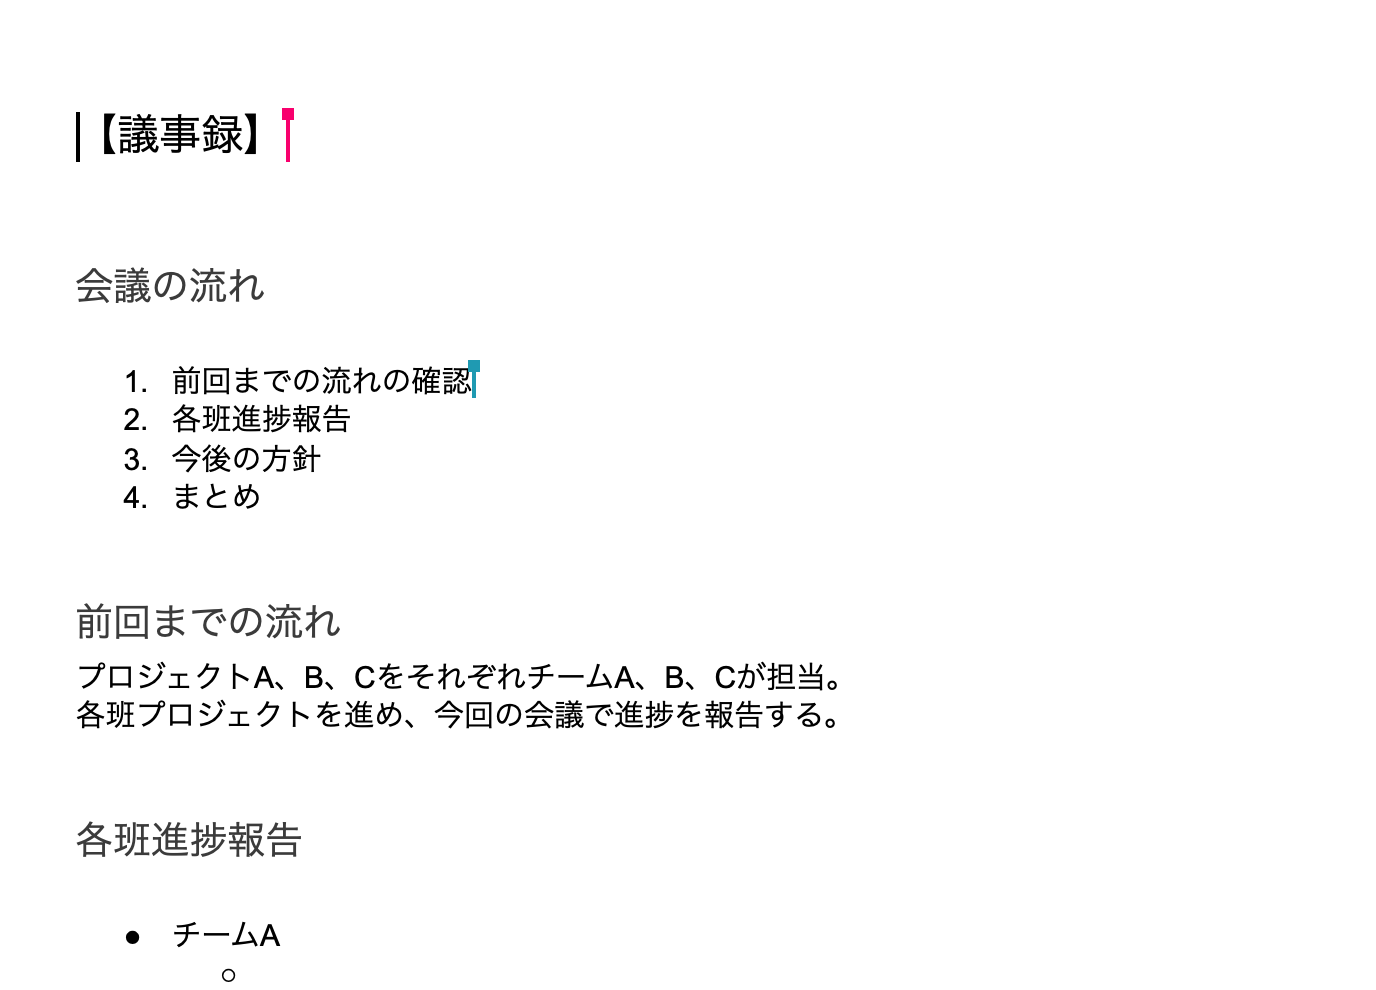 【議事録】
会議の流れ
1. 前回までの流れの確認
2. 各班進捗報告
3. 今後の方針
4. まとめ
前回までの流れ
プロジェクトA、B、CをそれぞれチームA、B、Cが担当。
各班プロジェクトを進め、今回の会議で進捗を報告する。
各班進捗報告
● チームA
○